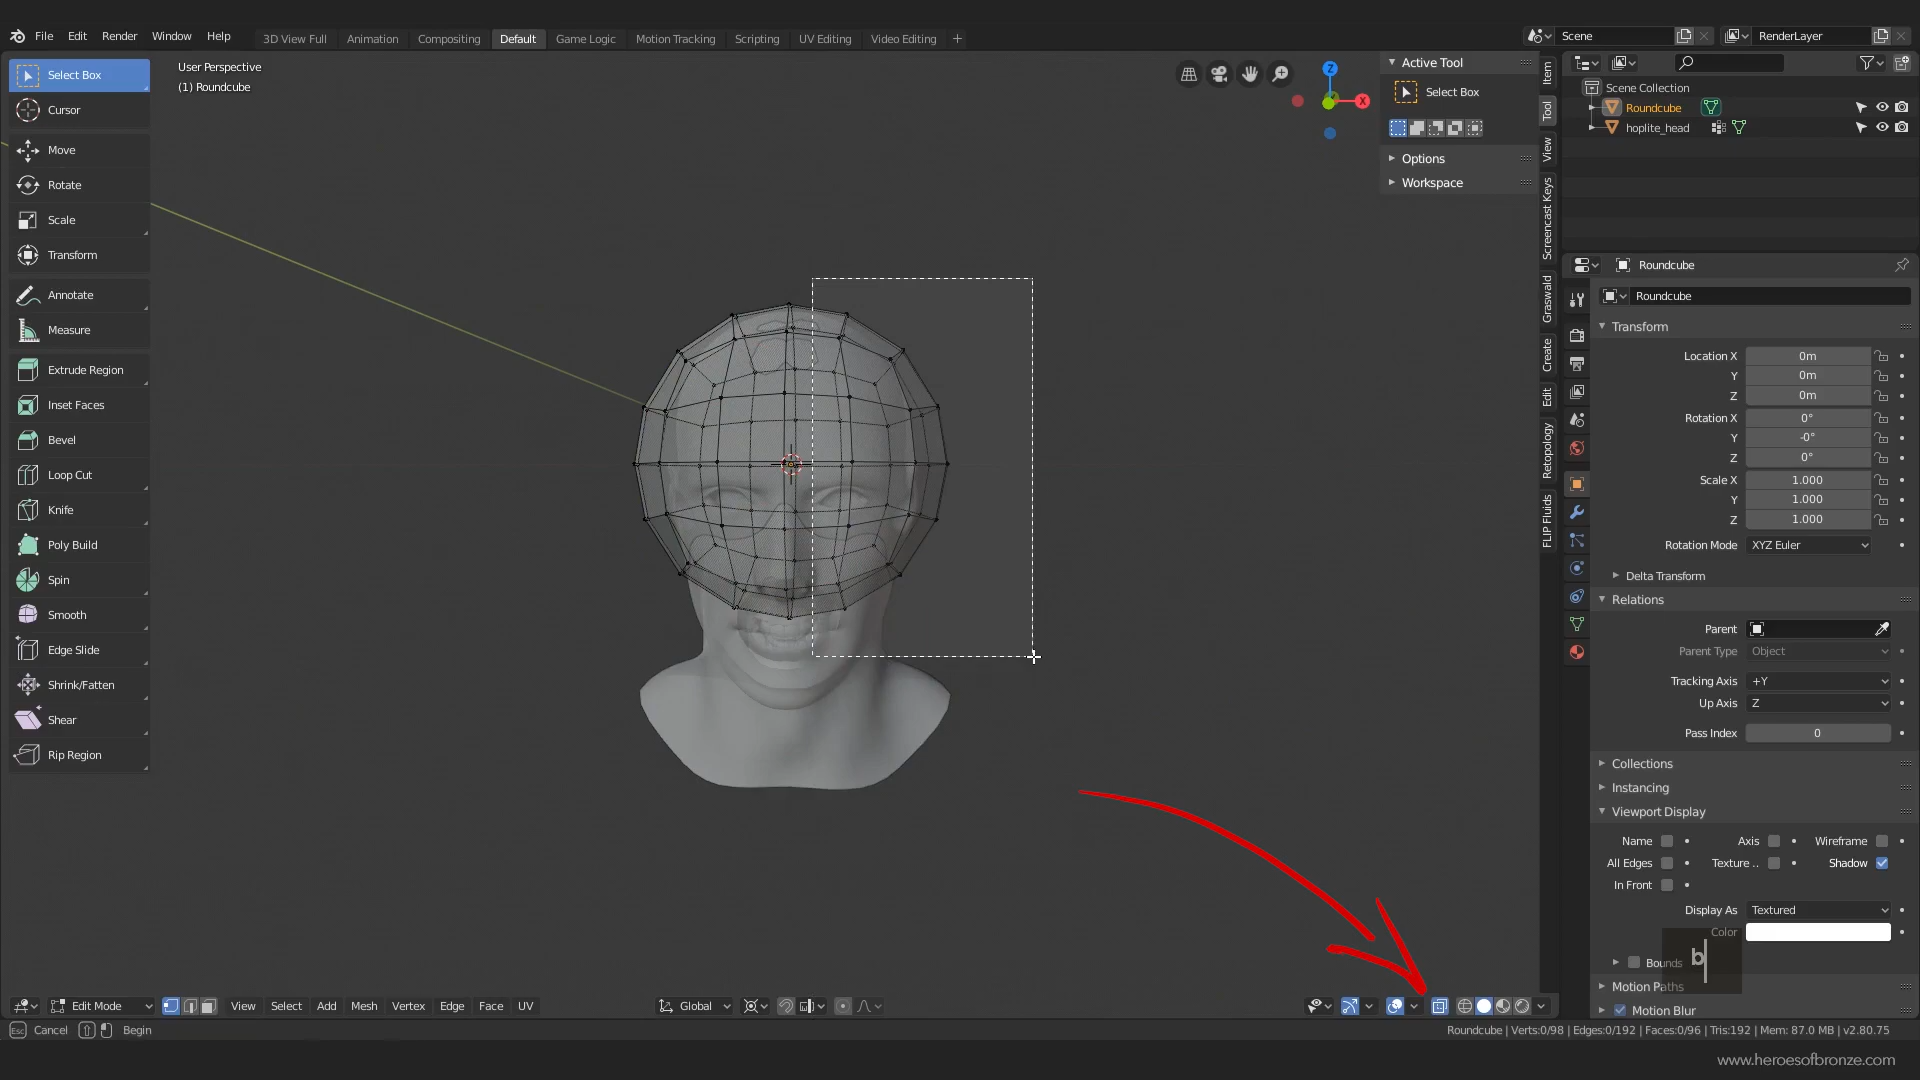 File Edit Render Window Help
3D View Full Animation Compositing Default Game Logic Motion Tracking Scripting UV Editing Video Editing +
Scene
RenderLayer
User Perspective
(1) Roundcube
Select Box
Cursor
Move
Rotate
Scale
Transform
Annotate
Measure
Extrude Region
Inset Faces
Bevel
Loop Cut
Knife
Poly Build
Spin
Smooth
Edge Slide
Shrink/Fatten
Shear
Rip Region
Z
X
Active Tool
Select Box
Options
Workspace
Item
Tool
View
Screencast Keys
Graswald
Create
Edit
Retopology
FLIP Fluids
Scene Collection
Roundcube
hoplite_head
Roundcube
Roundcube
Transform
Location X 0m
Y 0m
Z 0m
Rotation X 0°
Y -0°
Z 0°
Scale X 1.000
Y 1.000
Z 1.000
Rotation Mode XYZ Euler
Delta Transform
Relations
Parent
Parent Type Object
Tracking Axis +Y
Up Axis Z
Pass Index 0
Collections
Instancing
Viewport Display
Name Axis Wireframe
All Edges Texture .. Shadow
In Front
Display As Textured
Color
Bounds
b
Motion Paths
Motion Blur
Edit Mode View Select Add Mesh Vertex Edge Face UV Global
Esc Cancel Begin
Roundcube | Verts:0/98 | Edges:0/192 | Faces:0/96 | Tris:192 | Mem: 87.0 MB | v2.80.75
www.heroesofbronze.com